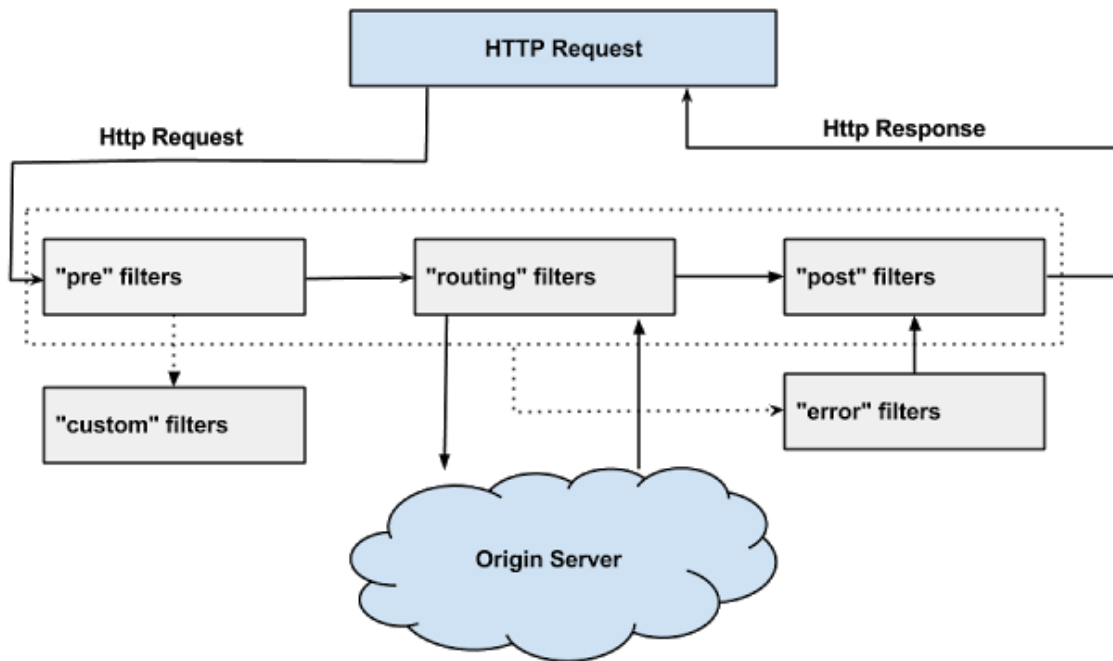 HTTP Request
Http Request
Http Response
"pre" filters
"routing" filters
"post" filters
"custom" filters
"error" filters
Origin Server